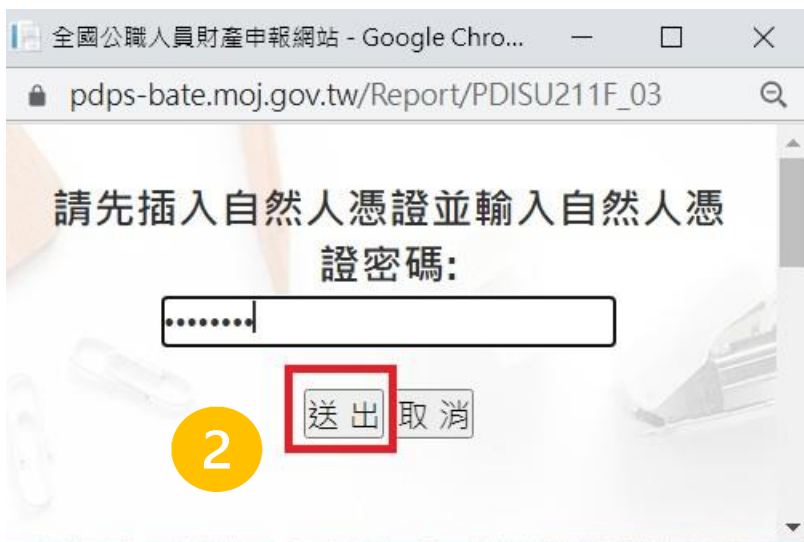 全國公職人員財產申報網站 - Google Chro...
pdps-bate.moj.gov.tw/Report/PDISU211F_03
請先插入自然人憑證並輸入自然人憑
證密碼:
••••••••
送 出 取 消
2